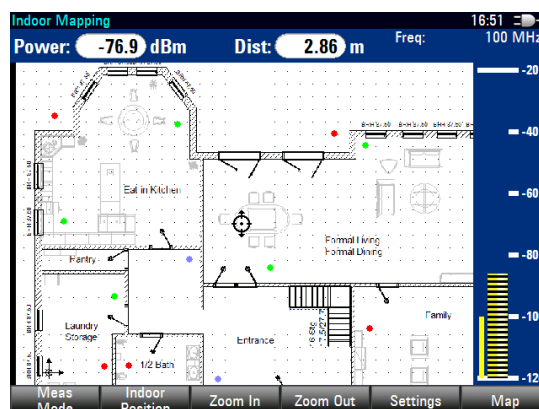 Indoor Mapping 16:51
Power: -76.9 dBm Dist: 2.86 m Freq: 100 MHz
-20
-40
-60
-80
-100
-12
Eat in Kitchen
Formal Living
Formal Dining
Pantry
Laundry
Storage
1/2 Bath
Entrance
Family
Meas Mode
Indoor Position
Zoom In
Zoom Out
Settings
Map